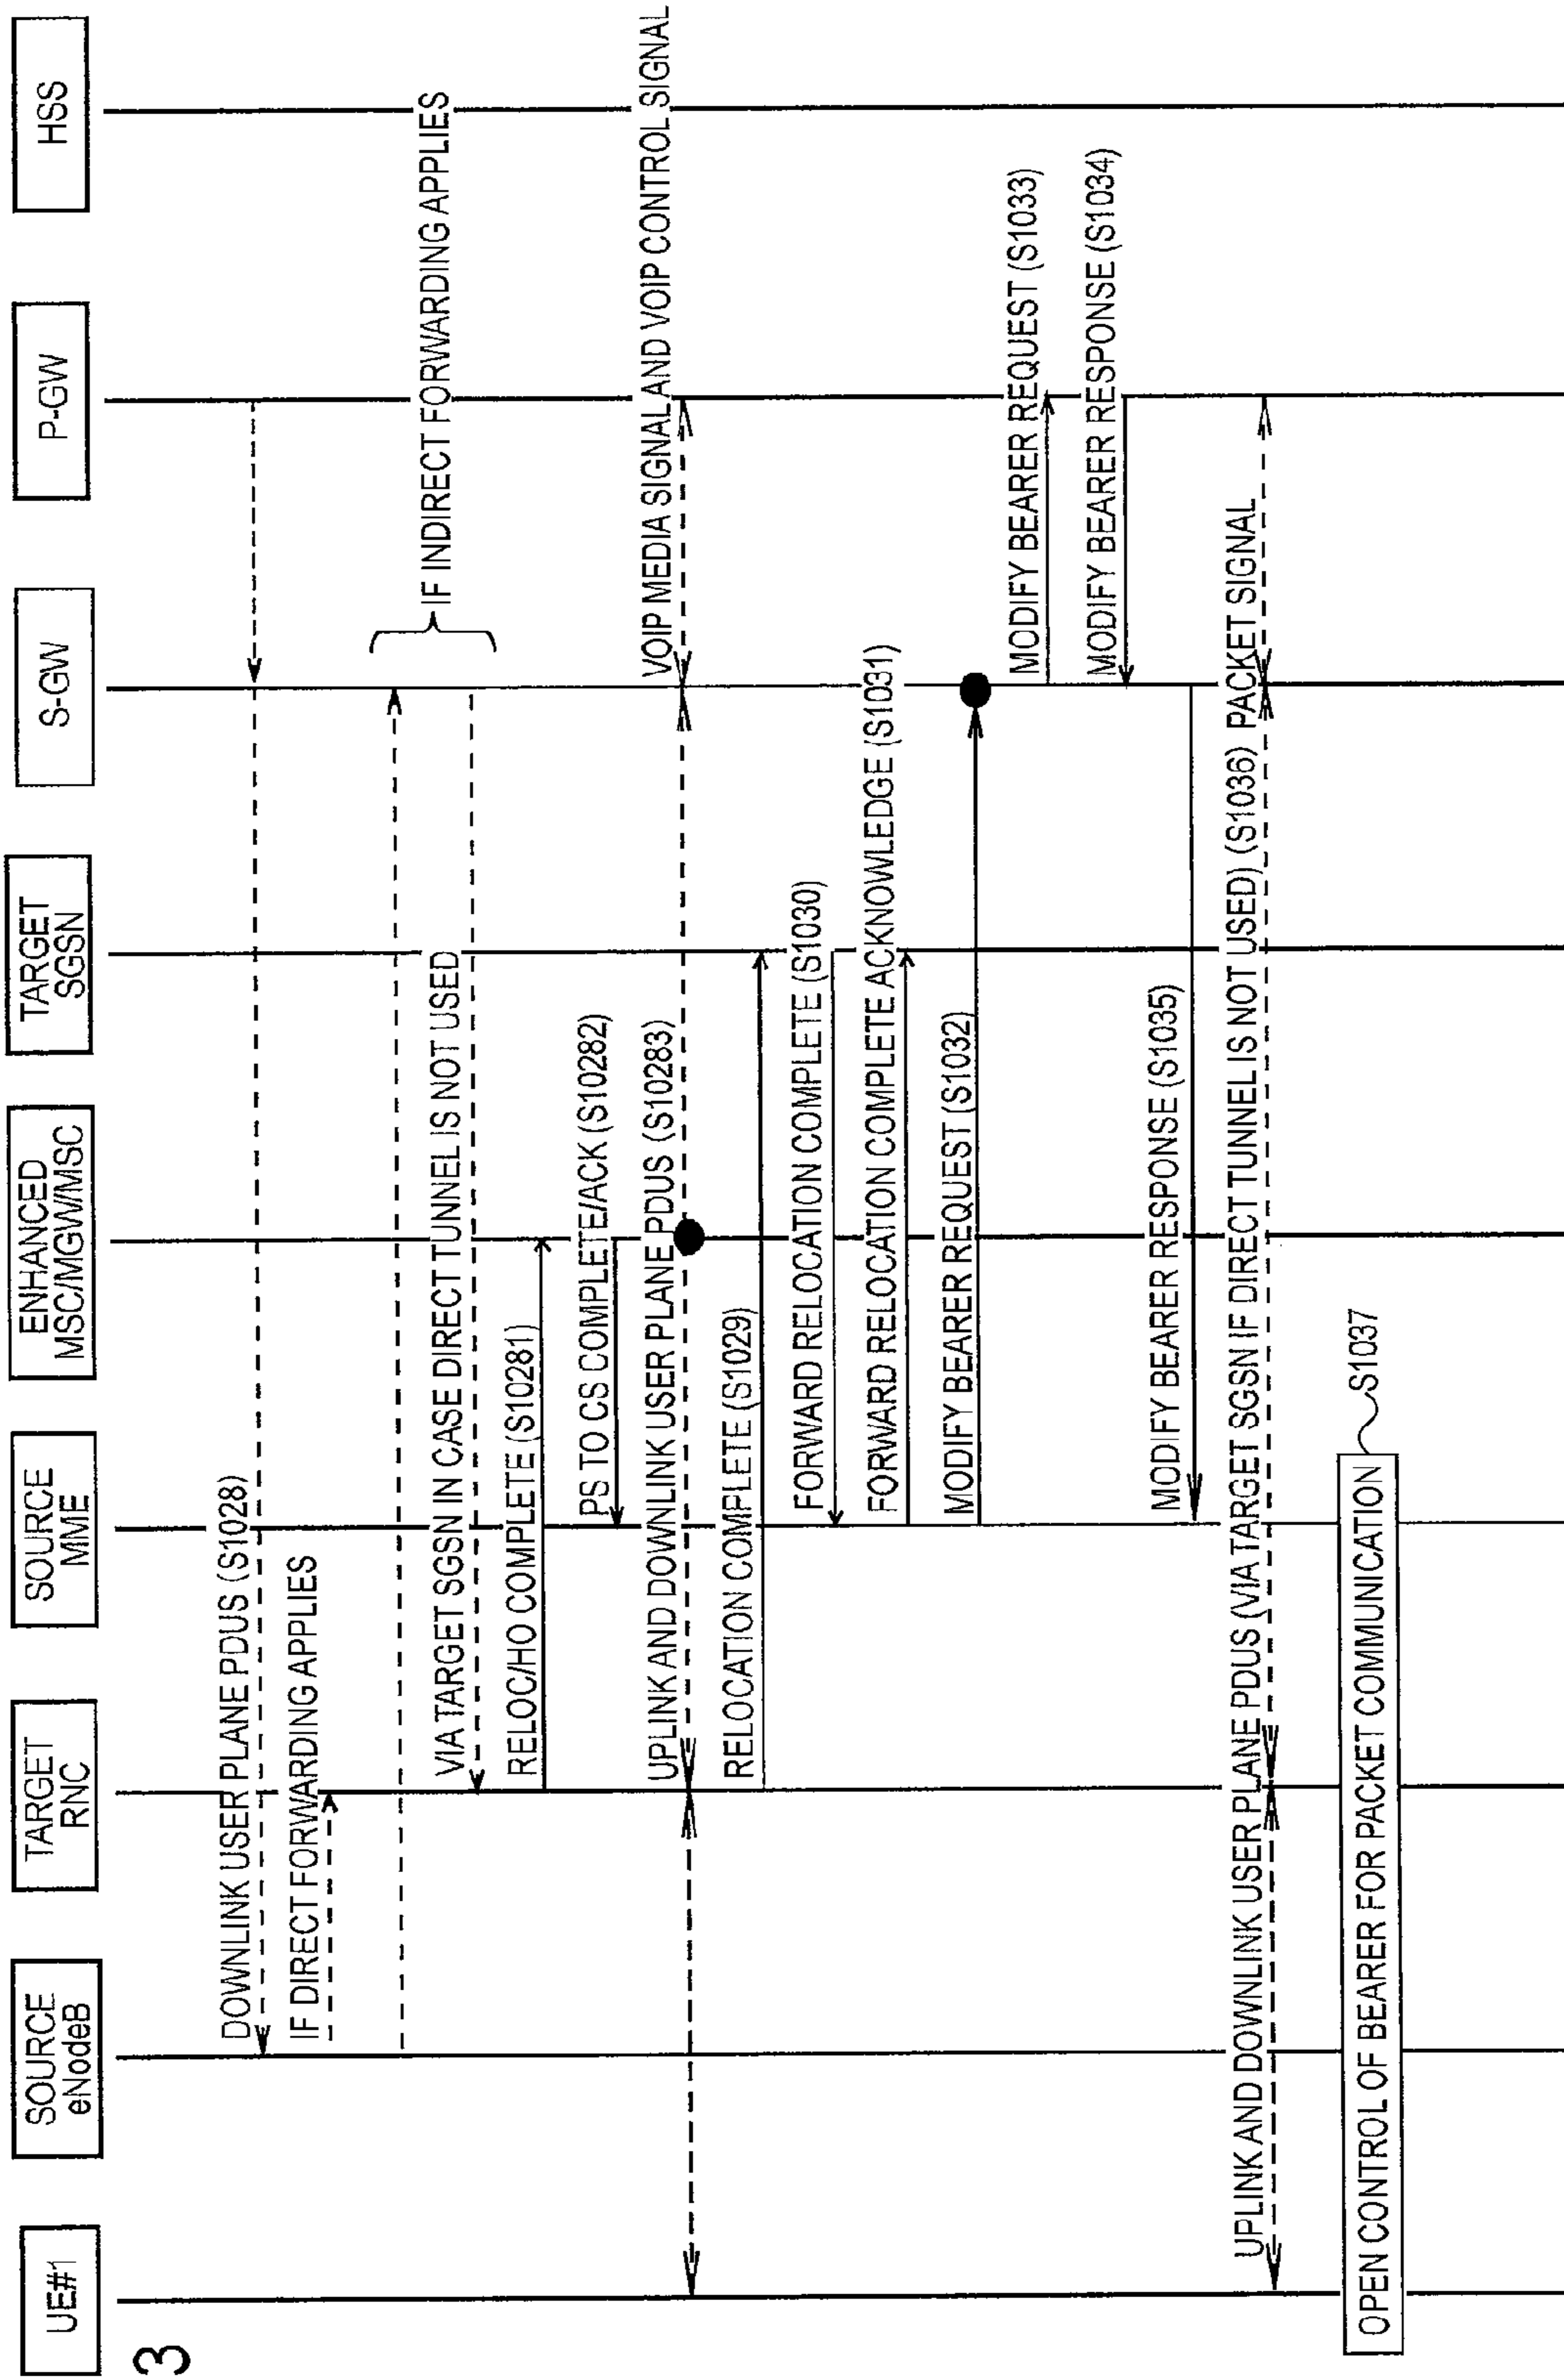 3
UE#1
SOURCE
eNodeB
TARGET
RNC
SOURCE
MME
ENHANCED
MSC/MGW/MSC
TARGET
SGSN
S-GW
P-GW
HSS
DOWNLINK USER PLANE PDUS (S1028)
IF DIRECT FORWARDING APPLIES
IF INDIRECT FORWARDING APPLIES
VIA TARGET SGSN IN CASE DIRECT TUNNEL IS NOT USED
RELOC/HO COMPLETE (S10281)
PS TO CS COMPLETE/ACK (S10282)
UPLINK AND DOWNLINK USER PLANE PDUS (S10283)
VOIP MEDIA SIGNAL AND VOIP CONTROL SIGNAL
RELOCATION COMPLETE (S1029)
FORWARD RELOCATION COMPLETE (S1030)
FORWARD RELOCATION COMPLETE ACKNOWLEDGE (S1031)
MODIFY BEARER REQUEST (S1032)
MODIFY BEARER REQUEST (S1033)
MODIFY BEARER RESPONSE (S1034)
MODIFY BEARER RESPONSE (S1035)
UPLINK AND DOWNLINK USER PLANE PDUS (VIA TARGET SGSN IF DIRECT TUNNEL IS NOT USED) (S1036) PACKET SIGNAL
OPEN CONTROL OF BEARER FOR PACKET COMMUNICATION
S1037